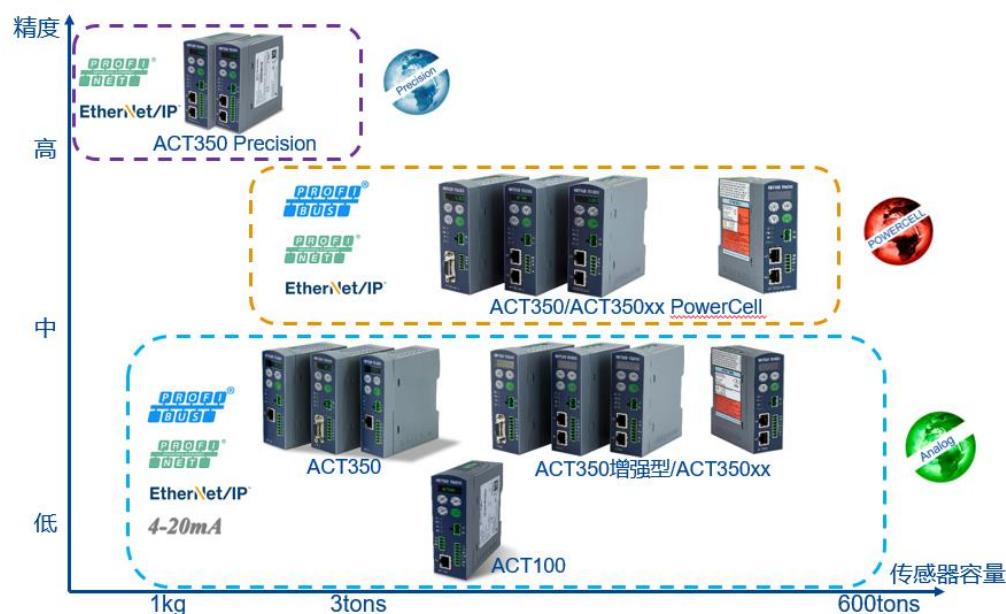 精度
PROFI
NET
EtherNet/IP
ACT350 Precision
Precision
高
PROFI
BUS
PROFI
NET
EtherNet/IP
METTLER TOLEDO
ACT350/ACT350xx PowerCell
POWERCELL
中
PROFI
BUS
PROFI
NET
EtherNet/IP
4-20mA
ACT350
ACT350增强型/ACT350xx
Analog
低
ACT100
传感器容量
1kg
3tons
600tons